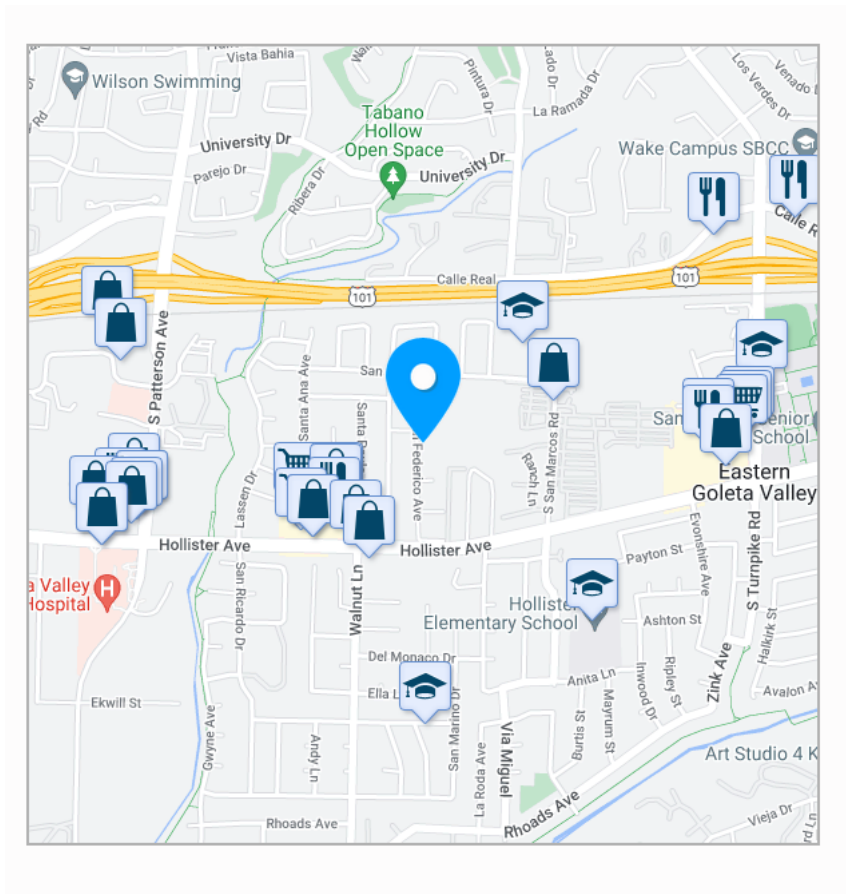 Vista Bahia
Wilson Swimming
Pintura Dr
La Ramada Dr
Los Verdes Dr
Venado
Tabano
Hollow
Open Space
University Dr
University Dr
Parejo Dr
Ribera Dr
Wake Campus SBCC
Calle R
Calle Real
101
101
S Patterson Ave
Santa Ana Ave
San
Santa
Federico Ave
Ranch Ln
S San Marcos Rd
San
enior
School
Eastern
Goleta Valley
Lassen Dr
Hollister Ave
Hollister Ave
Evonshire Ave
S Turnpike Rd
Payton St
a Valley
Hospital
H
San Ricardo Dr
Walnut Ln
Hollister
Elementary School
Ashton St
Halkirk St
Del Monaco Dr
Ella L
Anita Ln
Inwood Dr
Ripley St
Zink Ave
Avalon A
Ekwill St
Gwyne Ave
Andy Ln
San Marino Dr
La Roda Ave
Via Miguel
Burtis St
Mayrum St
Art Studio 4 K
Rhoads Ave
Rhoads Ave
Vieja Dr
rd Ln